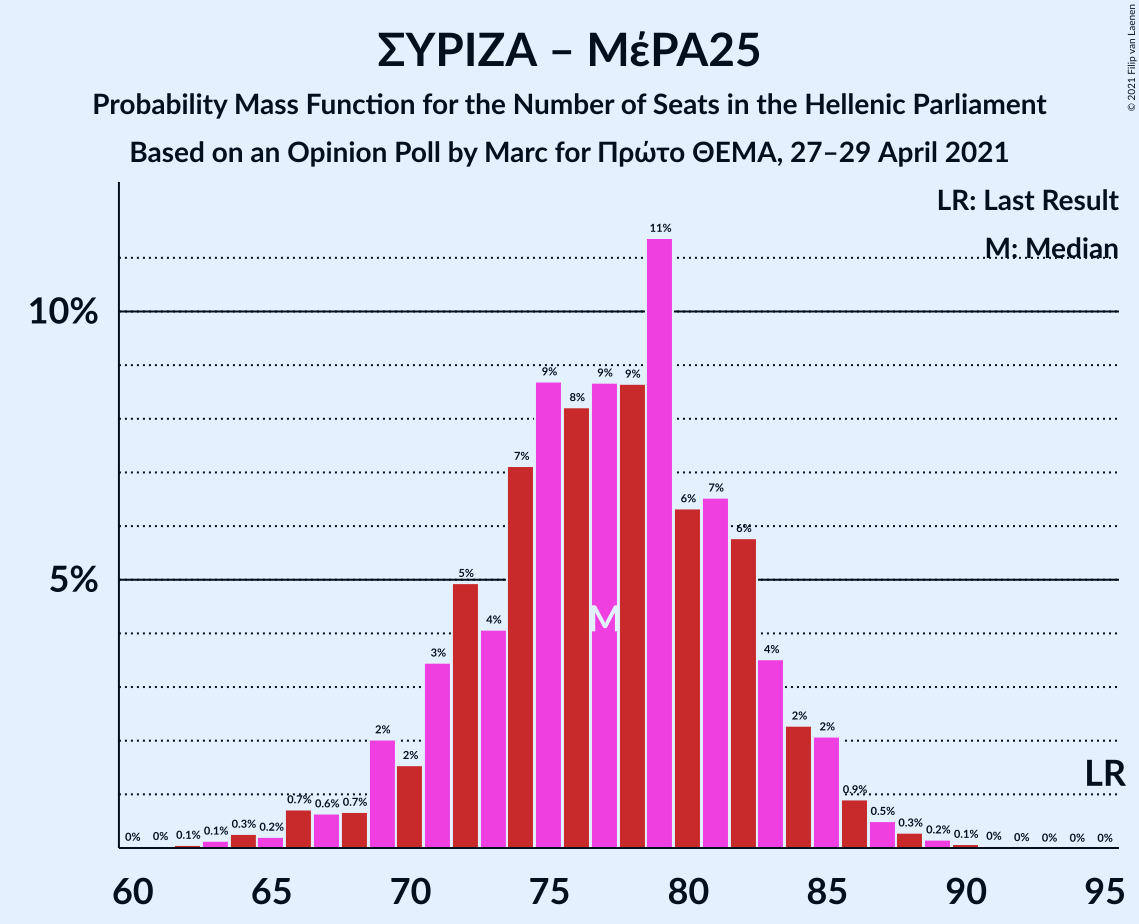 ΣΥΡΙΖΑ – ΜέΡΑ25
Probability Mass Function for the Number of Seats in the Hellenic Parliament
Based on an Opinion Poll by Marc for Πρώτο ΘΕΜΑ, 27–29 April 2021
© 2021 Filip van Laenen
LR: Last Result
M: Median
10%
5%
0% 0% 0.1% 0.1% 0.3% 0.2% 0.7% 0.6% 0.7% 2% 2% 3% 5% 4% 7% 9% 8% 9% 9% 11% 6% 7% 6% 4% 2% 2% 0.9% 0.5% 0.3% 0.2% 0.1% 0% 0% 0% 0% 0%
M
LR
60 65 70 75 80 85 90 95